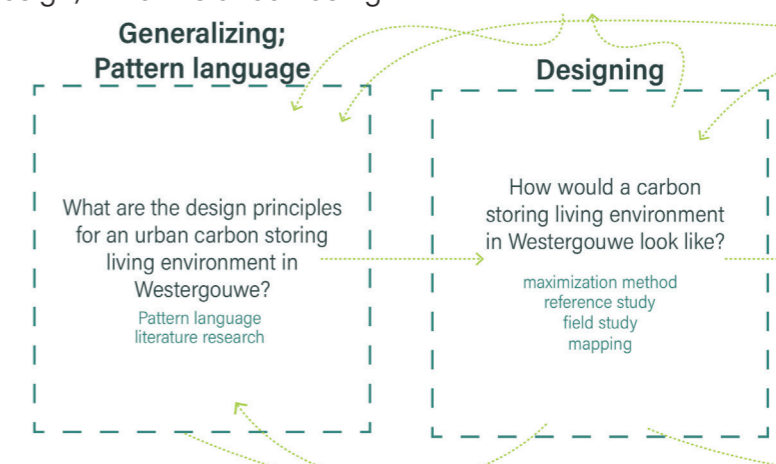 Generalizing;
Pattern language
What are the design principles
for an urban carbon storing
living environment in
Westergouwe?
Pattern language
literature research
Designing
How would a carbon
storing living environment
in Westergouwe look like?
maximization method
reference study
field study
mapping